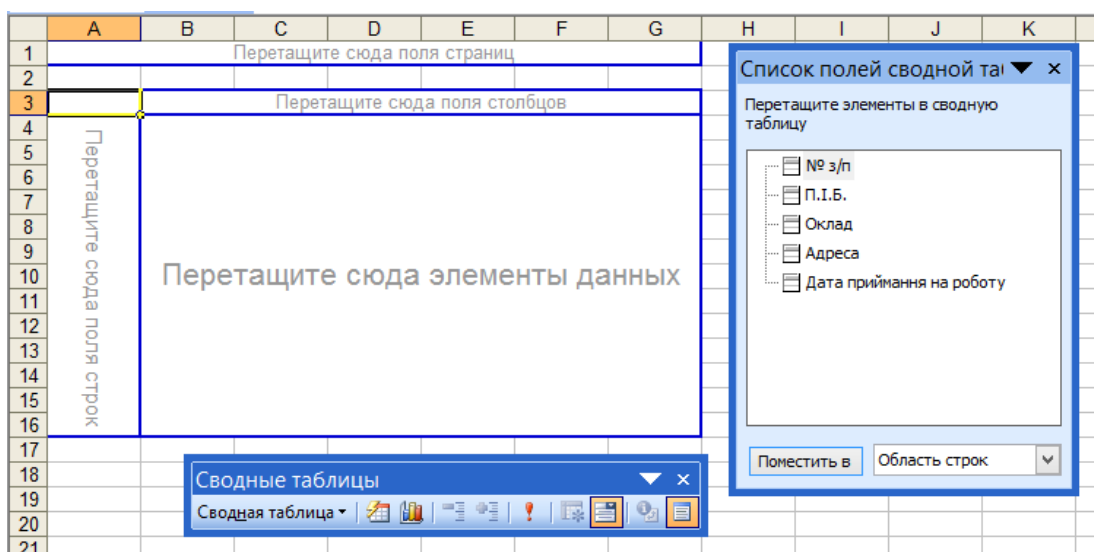 A B C D E F G H I J K
1 Перетащите сюда поля страниц
2
3 Перетащите сюда поля столбцов
4
5
6
7
8
9
10
11
12
13
14
15
16
17
18
19
20
21
Перетащите сюда поля строк
Перетащите сюда элементы данных
Список полей сводной та
Перетащите элементы в сводную
таблицу
№ з/п
П.І.Б.
Оклад
Адреса
Дата приймання на роботу
Поместить в Область строк
Сводные таблицы
Сводная таблица